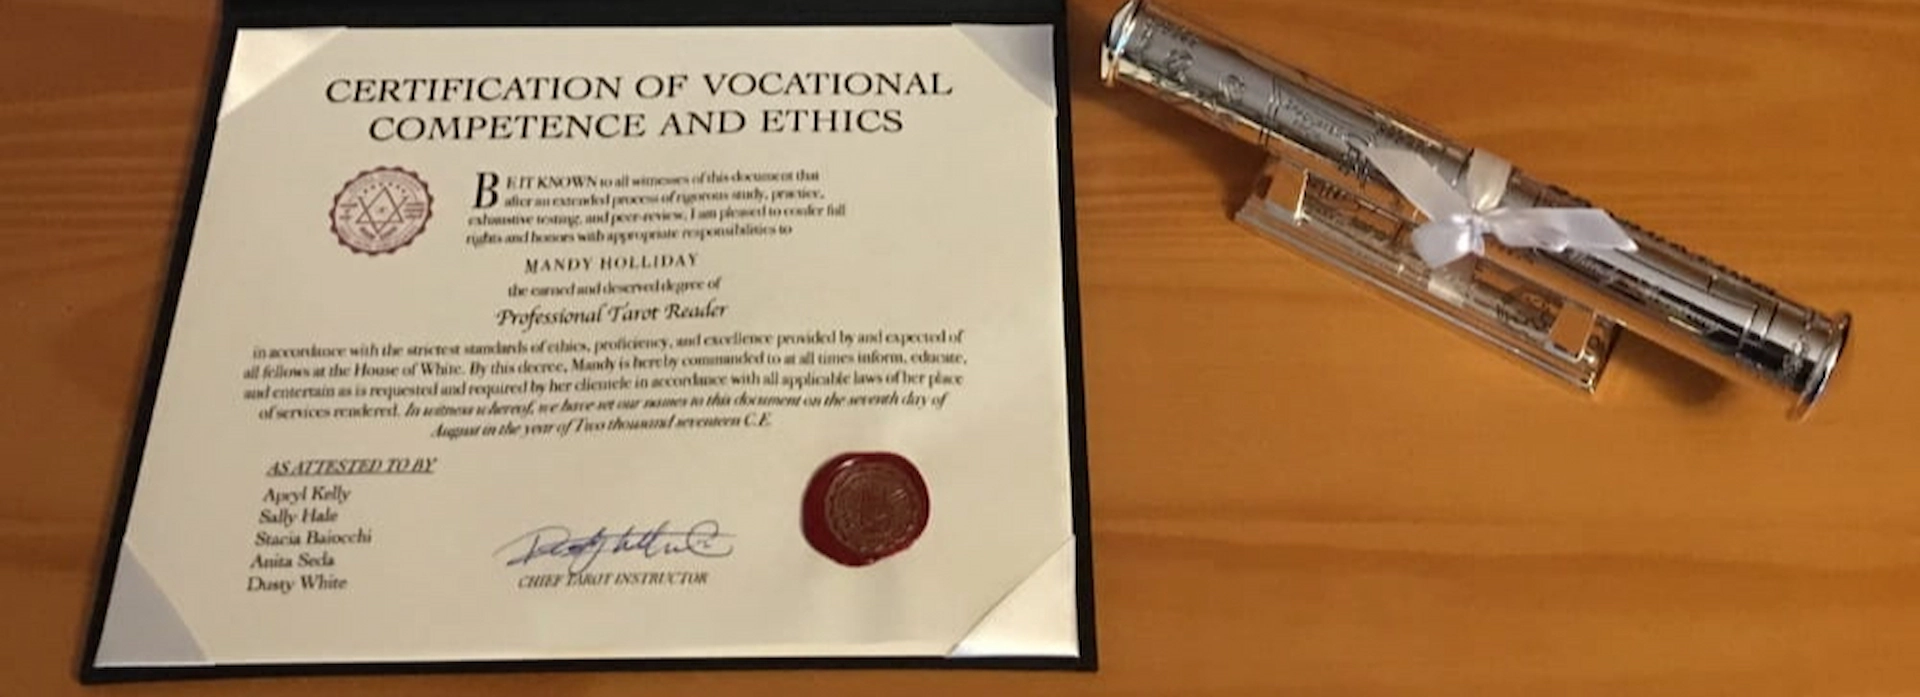 CERTIFICATION OF VOCATIONAL
COMPETENCE AND ETHICS
BE IT KNOWN to all witnesses of this document that
after an extended process of rigorous study, practice,
exhaustive testing, and peer-review, I am pleased to confer full
rights and honors with appropriate responsibilities to
MANDY HOLLIDAY
the earned and deserved degree of
Professional Tarot Reader
in accordance with the strictest standards of ethics, proficiency, and excellence provided by and expected of
all fellows at the House of White. By this decree, Mandy is hereby commanded to at all times inform, educate,
and entertain as is requested and required by her clientele in accordance with all applicable laws of her place
of services rendered. In witness whereof, we have set our names to this document on the seventh day of
August in the year of Two thousand seventeen C.E.
AS ATTESTED TO BY
Apryl Kelly
Sally Hale
Stacia Baiocchi
Anita Seda
Dusty White
CHIEF TAROT INSTRUCTOR